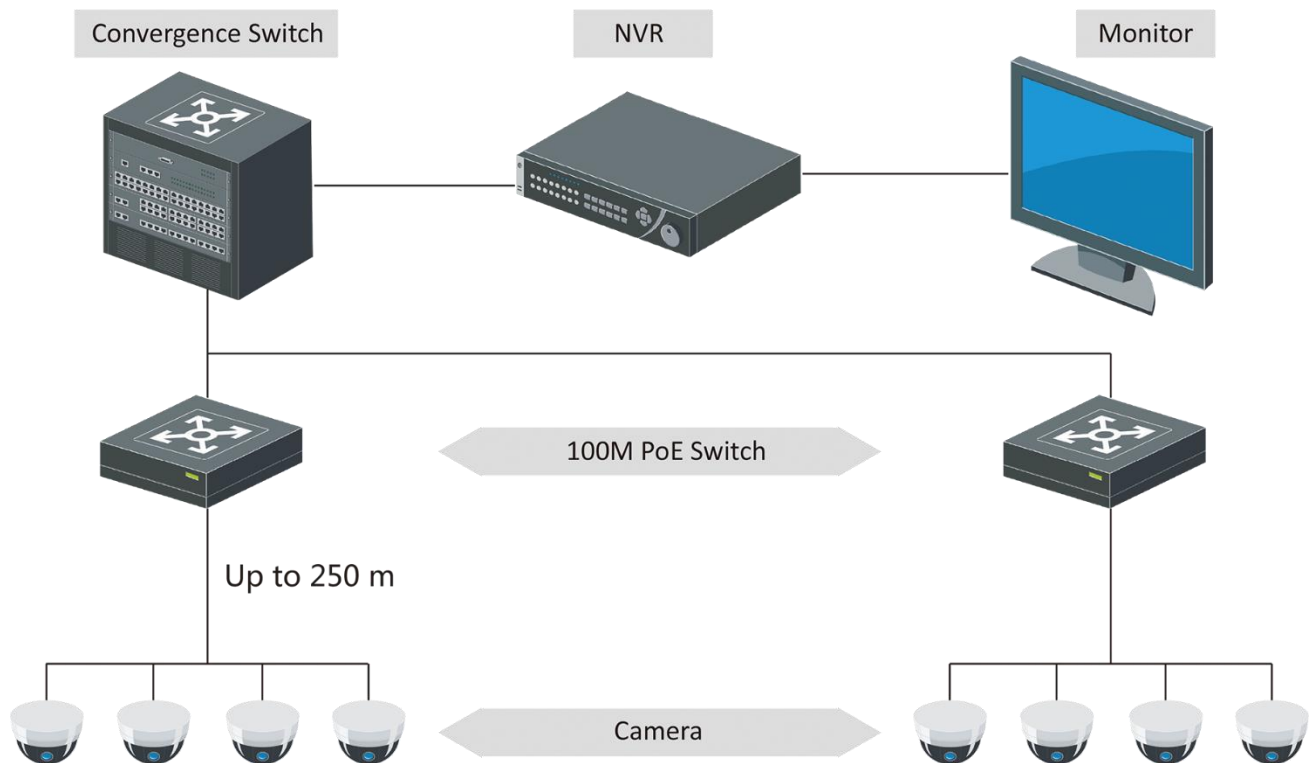 Convergence Switch
NVR
Monitor
100M PoE Switch
Up to 250 m
Camera